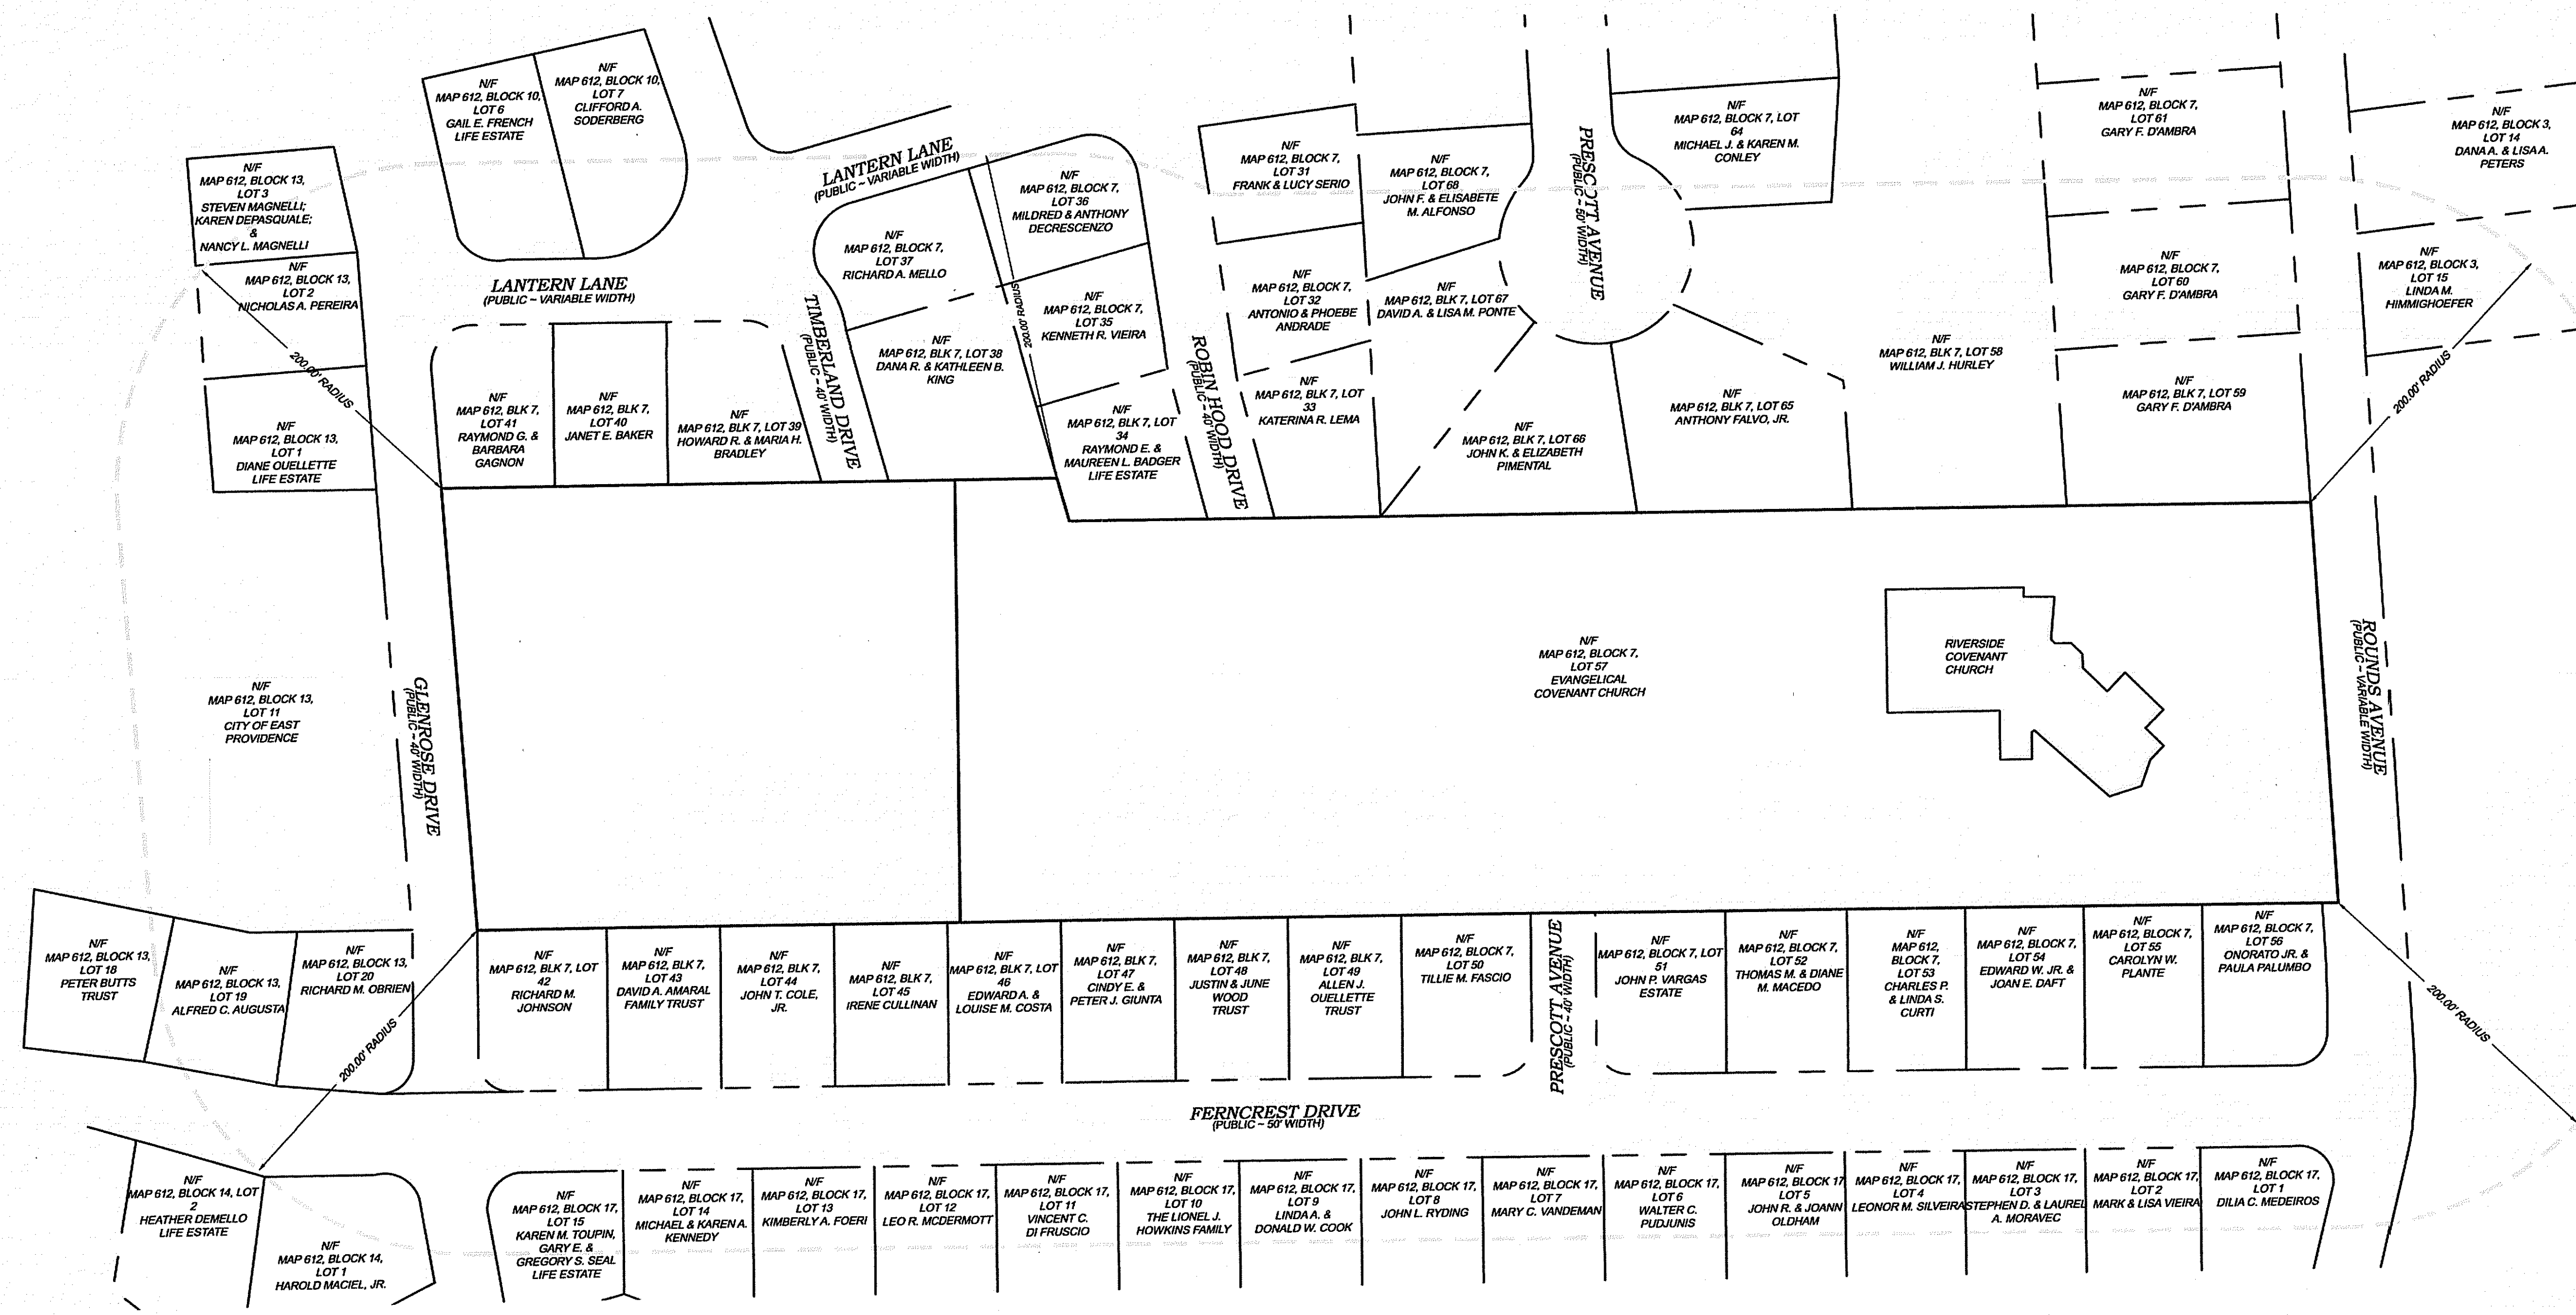 N/F
MAP 612, BLOCK 10,
LOT 6
GAIL E. FRENCH
LIFE ESTATE
N/F
MAP 612, BLOCK 10,
LOT 7
CLIFFORD A.
SODERBERG
N/F
MAP 612, BLOCK 13,
LOT 3
STEVEN MAGNELLI;
KAREN DEPASQUALE;
&
NANCY L. MAGNELLI
N/F
MAP 612, BLOCK 13,
LOT 2
NICHOLAS A. PEREIRA
200.00' RADIUS
N/F
MAP 612, BLOCK 13,
LOT 1
DIANE OUELLETTE
LIFE ESTATE
LANTERN LANE
(PUBLIC ~ VARIABLE WIDTH)
LANTERN LANE
(PUBLIC ~ VARIABLE WIDTH)
N/F
MAP 612, BLK 7,
LOT 41
RAYMOND G. &
BARBARA
GAGNON
N/F
MAP 612, BLK 7,
LOT 40
JANET E. BAKER
N/F
MAP 612, BLK 7, LOT 39
HOWARD R. & MARIA H.
BRADLEY
TIMBERLAND DRIVE
(PUBLIC ~ 40' WIDTH)
N/F
MAP 612, BLOCK 7,
LOT 37
RICHARD A. MELLO
N/F
MAP 612, BLOCK 7,
LOT 36
MILDRED & ANTHONY
DECRESCENZO
N/F
MAP 612, BLK 7, LOT 38
DANA R. & KATHLEEN B.
KING
200.00' RADIUS
N/F
MAP 612, BLOCK 7,
LOT 35
KENNETH R. VIEIRA
N/F
MAP 612, BLK 7, LOT
34
RAYMOND E. &
MAUREEN L. BADGER
LIFE ESTATE
ROBIN HOOD DRIVE
(PUBLIC ~ 40' WIDTH)
N/F
MAP 612, BLOCK 7,
LOT 31
FRANK & LUCY SERIO
N/F
MAP 612, BLOCK 7,
LOT 32
ANTONIO & PHOEBE
ANDRADE
N/F
MAP 612, BLK 7, LOT
33
KATERINA R. LEMA
N/F
MAP 612, BLOCK 7,
LOT 68
JOHN F. & ELISABETE
M. ALFONSO
N/F
MAP 612, BLK 7, LOT 67
DAVID A. & LISA M. PONTE
N/F
MAP 612, BLK 7, LOT 66
JOHN K. & ELIZABETH
PIMENTAL
PRESCOTT AVENUE
(PUBLIC ~ 50' WIDTH)
N/F
MAP 612, BLOCK 7, LOT
64
MICHAEL J. & KAREN M.
CONLEY
N/F
MAP 612, BLK 7, LOT 65
ANTHONY FALVO, JR.
N/F
MAP 612, BLK 7, LOT 58
WILLIAM J. HURLEY
N/F
MAP 612, BLOCK 7,
LOT 61
GARY F. D'AMBRA
N/F
MAP 612, BLOCK 7,
LOT 60
GARY F. D'AMBRA
N/F
MAP 612, BLK 7, LOT 59
GARY F. D'AMBRA
N/F
MAP 612, BLOCK 3,
LOT 14
DANA A. & LISA A.
PETERS
N/F
MAP 612, BLOCK 3,
LOT 15
LINDA M.
HIMMIGHOEFER
200.00' RADIUS
N/F
MAP 612, BLOCK 13,
LOT 11
CITY OF EAST
PROVIDENCE
GLENROSE DRIVE
(PUBLIC ~ 40' WIDTH)
N/F
MAP 612, BLOCK 7,
LOT 57
EVANGELICAL
COVENANT CHURCH
RIVERSIDE
COVENANT
CHURCH
ROUNDS AVENUE
(PUBLIC ~ VARIABLE WIDTH)
N/F
MAP 612, BLOCK 13,
LOT 18
PETER BUTTS
TRUST
N/F
MAP 612, BLOCK 13,
LOT 19
ALFRED C. AUGUSTA
N/F
MAP 612, BLOCK 13,
LOT 20
RICHARD M. OBRIEN
200.00' RADIUS
N/F
MAP 612, BLK 7, LOT
42
RICHARD M.
JOHNSON
N/F
MAP 612, BLK 7,
LOT 43
DAVID A. AMARAL
FAMILY TRUST
N/F
MAP 612, BLK 7,
LOT 44
JOHN T. COLE,
JR.
N/F
MAP 612, BLK 7,
LOT 45
IRENE CULLINAN
N/F
MAP 612, BLK 7, LOT
46
EDWARD A. &
LOUISE M. COSTA
N/F
MAP 612, BLK 7,
LOT 47
CINDY E. &
PETER J. GIUNTA
N/F
MAP 612, BLK 7,
LOT 48
JUSTIN & JUNE
WOOD
TRUST
N/F
MAP 612, BLK 7,
LOT 49
ALLEN J.
OUELLETTE
TRUST
N/F
MAP 612, BLOCK 7,
LOT 50
TILLIE M. FASCIO
PRESCOTT AVENUE
(PUBLIC ~ 40' WIDTH)
N/F
MAP 612, BLOCK 7, LOT
51
JOHN P. VARGAS
ESTATE
N/F
MAP 612, BLOCK 7,
LOT 52
THOMAS M. & DIANE
M. MACEDO
N/F
MAP 612,
BLOCK 7,
LOT 53
CHARLES P.
& LINDA S.
CURTI
N/F
MAP 612, BLOCK 7,
LOT 54
EDWARD W. JR. &
JOAN E. DAFT
N/F
MAP 612, BLOCK 7,
LOT 55
CAROLYN W.
PLANTE
N/F
MAP 612, BLOCK 7,
LOT 56
ONORATO JR. &
PAULA PALUMBO
200.00' RADIUS
FERNCREST DRIVE
(PUBLIC ~ 50' WIDTH)
N/F
MAP 612, BLOCK 14, LOT
2
HEATHER DEMELLO
LIFE ESTATE
N/F
MAP 612, BLOCK 14,
LOT 1
HAROLD MACIEL, JR.
N/F
MAP 612, BLOCK 17,
LOT 15
KAREN M. TOUPIN,
GARY E. &
GREGORY S. SEAL
LIFE ESTATE
N/F
MAP 612, BLOCK 17,
LOT 14
MICHAEL & KAREN A.
KENNEDY
N/F
MAP 612, BLOCK 17,
LOT 13
KIMBERLY A. FOERI
N/F
MAP 612, BLOCK 17,
LOT 12
LEO R. MCDERMOTT
N/F
MAP 612, BLOCK 17,
LOT 11
VINCENT C.
DI FRUSCIO
N/F
MAP 612, BLOCK 17,
LOT 10
THE LIONEL J.
HOWKINS FAMILY
N/F
MAP 612, BLOCK 17,
LOT 9
LINDA A. &
DONALD W. COOK
N/F
MAP 612, BLOCK 17,
LOT 8
JOHN L. RYDING
N/F
MAP 612, BLOCK 17,
LOT 7
MARY C. VANDEMAN
N/F
MAP 612, BLOCK 17,
LOT 6
WALTER C.
PUDJUNIS
N/F
MAP 612, BLOCK 17
LOT 5
JOHN R. & JOANN
OLDHAM
N/F
MAP 612, BLOCK 17,
LOT 4
LEONOR M. SILVEIRA
N/F
MAP 612, BLOCK 17,
LOT 3
STEPHEN D. & LAUREL
A. MORAVEC
N/F
MAP 612, BLOCK 17,
LOT 2
MARK & LISA VIEIRA
N/F
MAP 612, BLOCK 17,
LOT 1
DILIA C. MEDEIROS